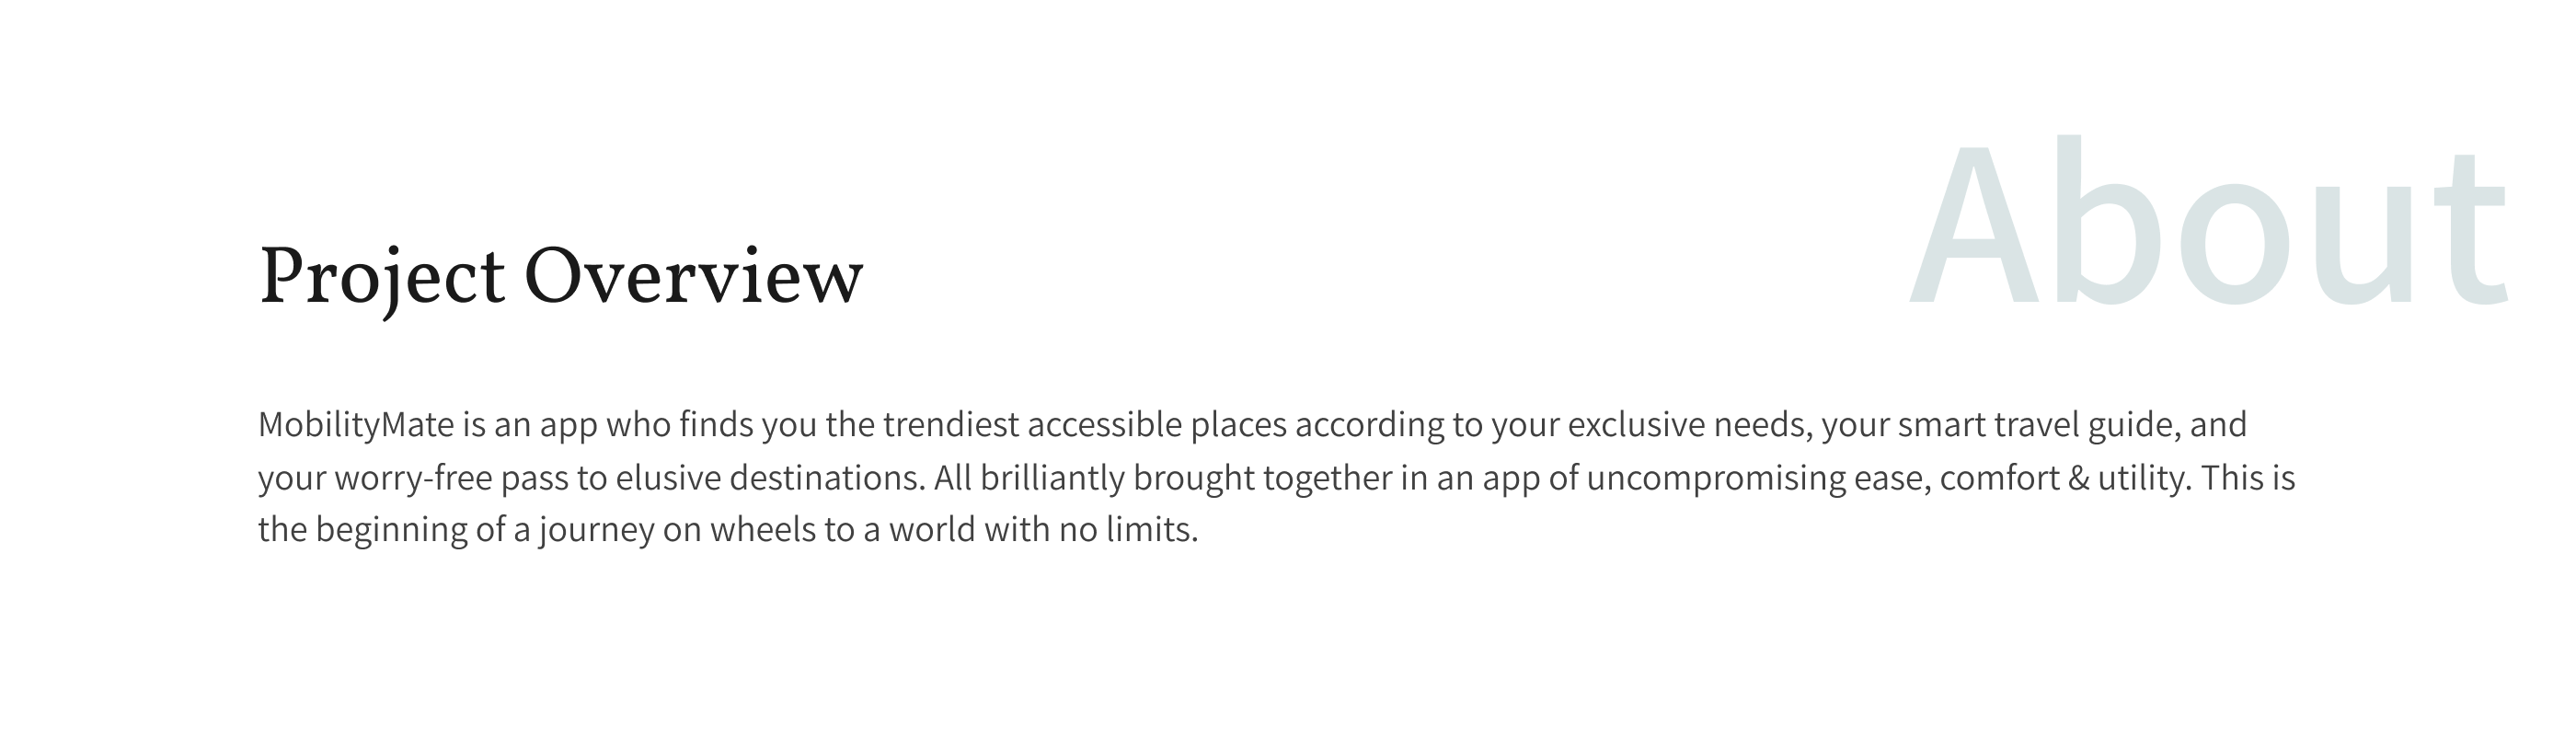 About
Project Overview
MobilityMate is an app who finds you the trendiest accessible places according to your exclusive needs, your smart travel guide, and
your worry-free pass to elusive destinations. All brilliantly brought together in an app of uncompromising ease, comfort & utility. This is
the beginning of a journey on wheels to a world with no limits.